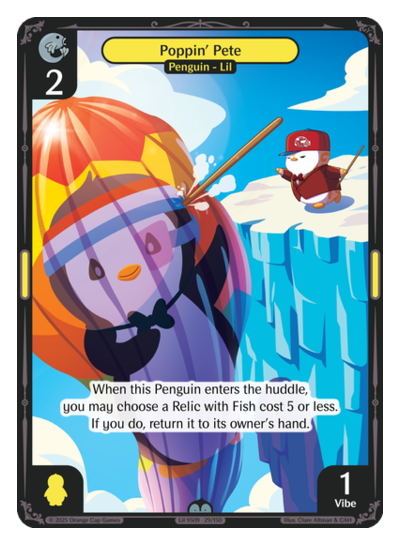 Poppin' Pete
Penguin - Lil
2
When this Penguin enters the huddle,
you may choose a Relic with Fish cost 5 or less.
If you do, return it to its owner's hand.
1
Vibe
© 2025 Orange Cap Games